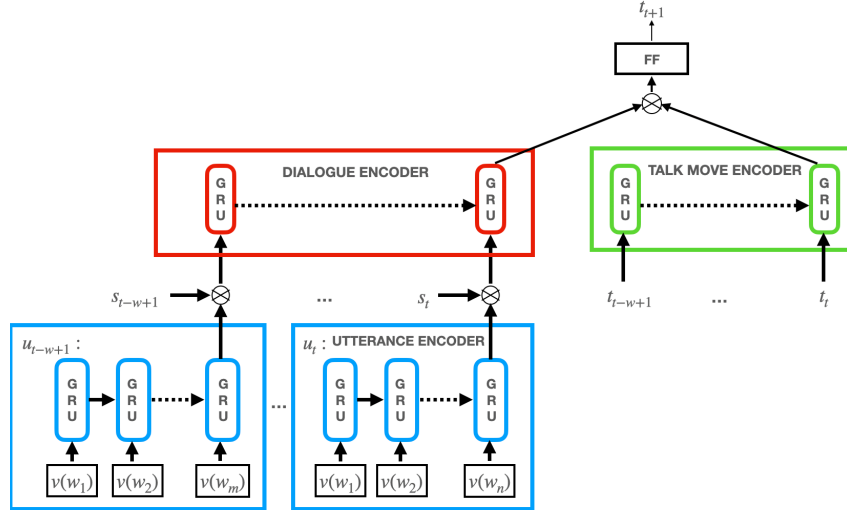 t_{t+1}
FF
DIALOGUE ENCODER
TALK MOVE ENCODER
GRU
GRU
GRU
GRU
s_{t-w+1}
...
s_t
t_{t-w+1}
...
t_t
u_{t-w+1} :
u_t : UTTERANCE ENCODER
GRU
GRU
GRU
...
GRU
GRU
GRU
v(w_1)
v(w_2)
v(w_m)
v(w_1)
v(w_2)
v(w_n)